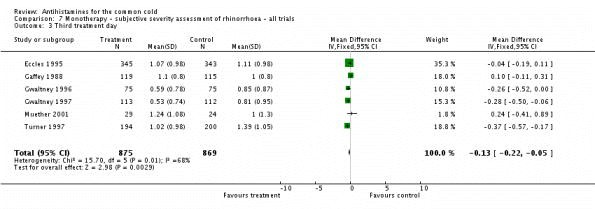 Review: Antihistamines for the common cold
Comparison: 7 Monotherapy - subjective severity assessment of rhinorrhoea - all trials
Outcome: 3 Third treatment day
Study or subgroup Treatment Control Mean Difference Weight Mean Difference
N Mean(SD) N Mean(SD) IV,Fixed,95% CI IV,Fixed,95% CI
Eccles 1995 345 1.07 (0.98) 343 1.11 (0.98) 35.3 % -0.04 [ -0.19, 0.11 ]
Gaffey 1988 119 1.1 (0.8) 115 1 (0.8) 18.0 % 0.10 [ -0.11, 0.31 ]
Gwaltney 1996 75 0.59 (0.78) 75 0.85 (0.87) 10.8 % -0.26 [ -0.52, 0.00 ]
Gwaltney 1997 113 0.53 (0.74) 112 0.81 (0.95) 15.3 % -0.28 [ -0.50, -0.06 ]
Muether 2001 29 1.24 (1.08) 24 1 (1.3) 1.8 % 0.24 [ -0.41, 0.89 ]
Turner 1997 194 1.02 (0.98) 200 1.39 (1.05) 18.8 % -0.37 [ -0.57, -0.17 ]
Total (95% CI) 875 869 100.0 % -0.13 [ -0.22, -0.05 ]
Heterogeneity: Chi² = 15.70, df = 5 (P = 0.01); I² =68%
Test for overall effect: Z = 2.98 (P = 0.0029)
-10 -5 0 5 10
Favours treatment Favours control